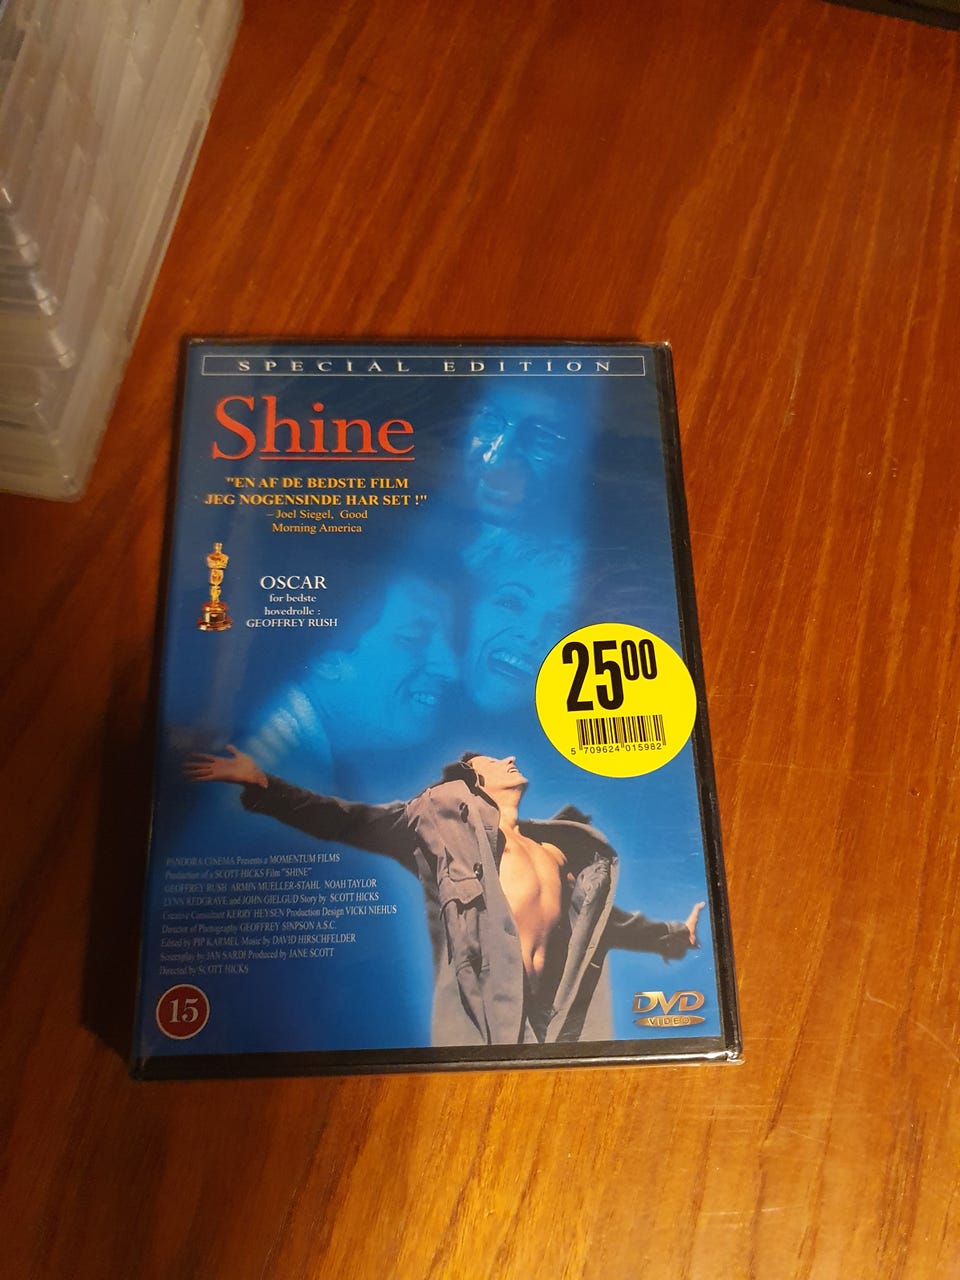 SPECIAL EDITION
Shine
"EN AF DE BEDSTE FILM
JEG NOGENSINDE HAR SET !"
–Joel Siegel, Good
Morning America
OSCAR
for bedste
hovedrolle :
GEOFFREY RUSH
2500
5 709624 015982
PANDORA CINEMA Presents a MOMENTUM FILMS
Production of a SCOTT HICKS Film "SHINE"
GEOFFREY RUSH ARMIN MUELLER-STAHL NOAH TAYLOR
LYNN REDGRAVE and JOHN GIELGUD Story by SCOTT HICKS
Creative Consultant KERRY HEYSEN Production Design VICKI NIEHUS
Director of Photography GEOFFREY SINPSON A.S.C.
Edited by PIP KARMEL Music by DAVID HIRSCHFELDER
Screenplay by JAN SARDI Produced by JANE SCOTT
Directed by SCOTT HICKS
15
DVD
VIDEO